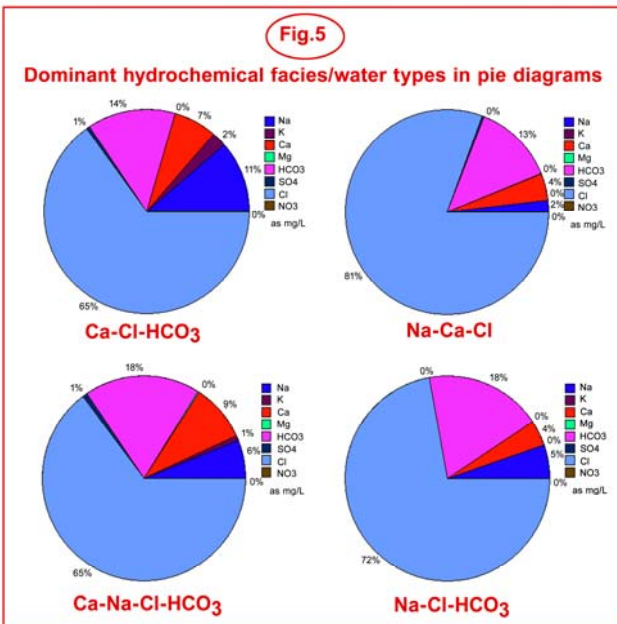 Fig.5
Dominant hydrochemical facies/water types in pie diagrams
14%
0%
7%
2%
11%
0%
1%
65%
Na
K
Ca
Mg
HCO3
SO4
Cl
NO3
as mg/L
Ca-Cl-HCO₃
0%
13%
0%
4%
0%
2%
0%
81%
Na
K
Ca
Mg
HCO3
SO4
Cl
NO3
as mg/L
Na-Ca-Cl
18%
0%
9%
1%
6%
0%
1%
65%
Na
K
Ca
Mg
HCO3
SO4
Cl
NO3
as mg/L
Ca-Na-Cl-HCO₃
0%
18%
0%
4%
0%
5%
0%
72%
Na
K
Ca
Mg
HCO3
SO4
Cl
NO3
as mg/L
Na-Cl-HCO₃